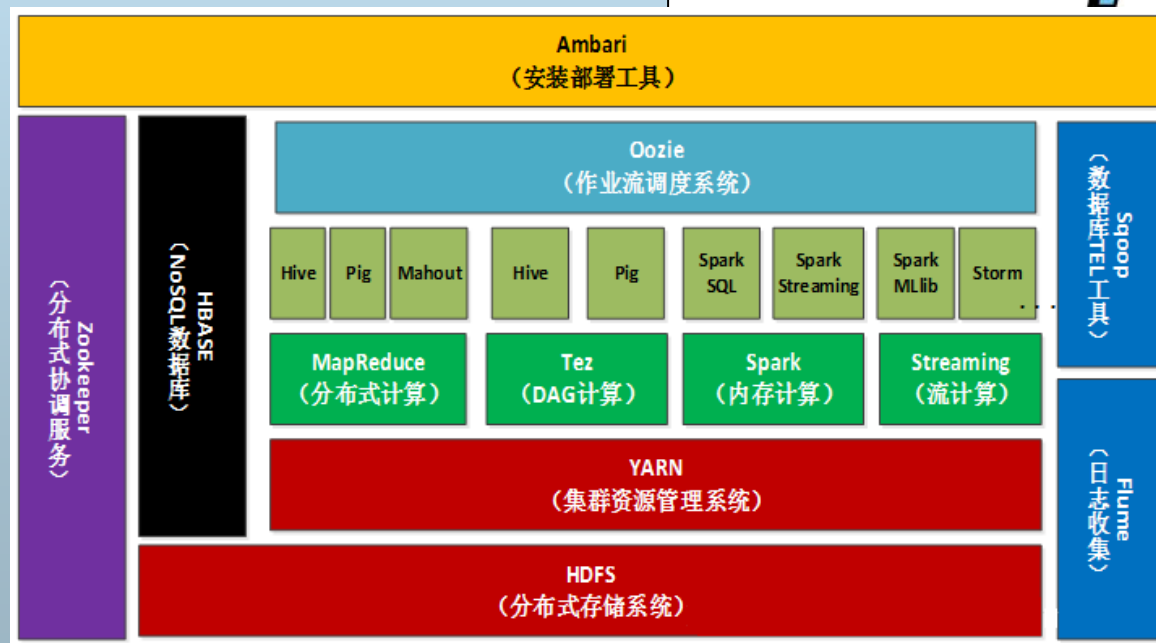 Ambari
（安装部署工具）
Zookeeper
（分布式协调服务）
HBASE
（NoSQL数据库）
Oozie
（作业流调度系统）
Sqoop
（数据库TEL工具）
Hive
Pig
Mahout
Hive
Pig
Spark
SQL
Spark
Streaming
Spark
MLlib
Storm
...
MapReduce
（分布式计算）
Tez
（DAG计算）
Spark
（内存计算）
Streaming
（流计算）
Flume
（日志收集）
YARN
（集群资源管理系统）
HDFS
（分布式存储系统）